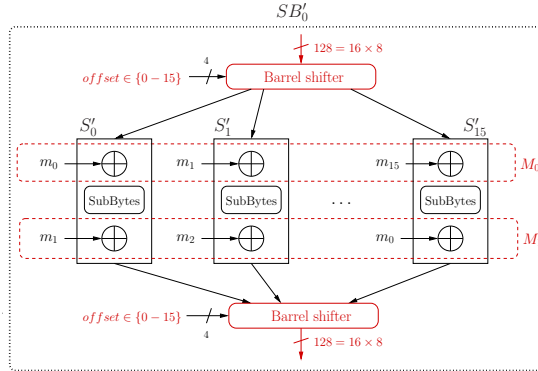 SB′₀
128 = 16 × 8
4
offset ∈ {0 − 15}
Barrel shifter
S′₀ S′₁ S′₁₅
m₀ m₁ m₁₅ M₀
SubBytes SubBytes ... SubBytes
m₁ m₂ m₀ M
offset ∈ {0 − 15}
Barrel shifter
4
128 = 16 × 8